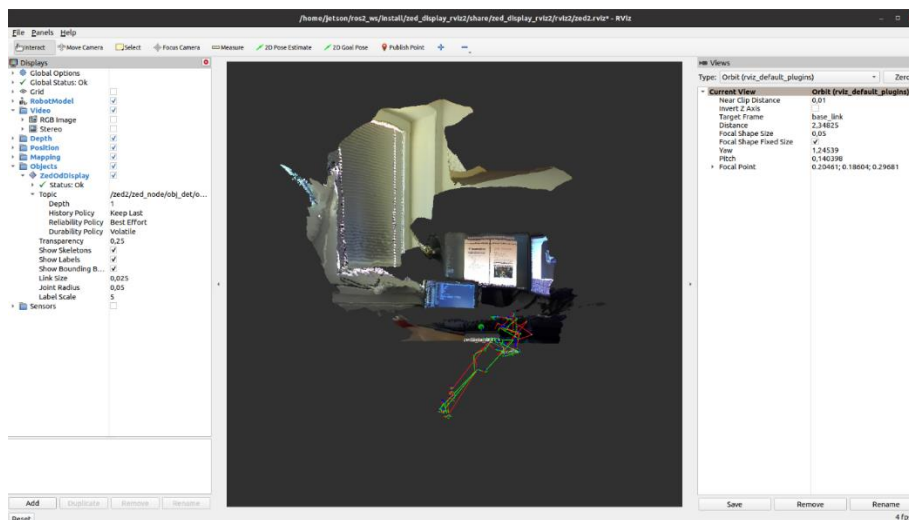 /home/jetson/ros2_ws/install/zed_display_rviz2/share/zed_display_rviz2/rviz2/zed2.rviz* - RViz
File Panels Help
Interact Move Camera Select Focus Camera Measure 2D Pose Estimate 2D Goal Pose Publish Point
Displays
Global Options
Global Status: Ok
Grid
RobotModel
Video
RGB Image
Stereo
Depth
Position
Mapping
Objects
ZedOdDisplay
Status: Ok
Topic /zed2/zed_node/obj_det/o...
Depth 1
History Policy Keep Last
Reliability Policy Best Effort
Durability Policy Volatile
Transparency 0,25
Show Skeletons
Show Labels
Show Bounding B...
Link Size 0,025
Joint Radius 0,05
Label Scale 5
Sensors
Add Duplicate Remove Rename
Reset
Views
Type: Orbit (rviz_default_plugins) Zero
Current View Orbit (rviz_default_plugins)
Near Clip Distance 0,01
Invert Z Axis
Target Frame base_link
Distance 2,34825
Focal Shape Size 0,05
Focal Shape Fixed Size
Yaw 1,24539
Pitch 0,140398
Focal Point 0.20461; 0.18604; 0.29681
Save Remove Rename
4 fps